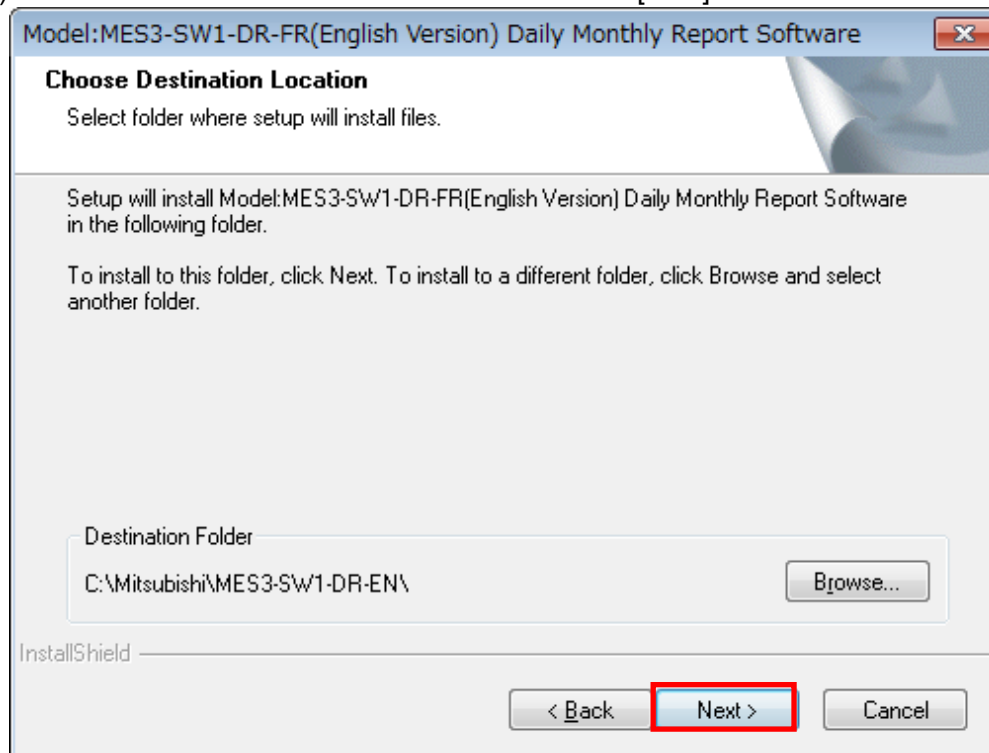 Model:MES3-SW1-DR-FR(English Version) Daily Monthly Report Software
Choose Destination Location
Select folder where setup will install files.
Setup will install Model:MES3-SW1-DR-FR(English Version) Daily Monthly Report Software
in the following folder.
To install to this folder, click Next. To install to a different folder, click Browse and select
another folder.
Destination Folder
C:\Mitsubishi\MES3-SW1-DR-EN\
Browse...
InstallShield
< Back
Next >
Cancel